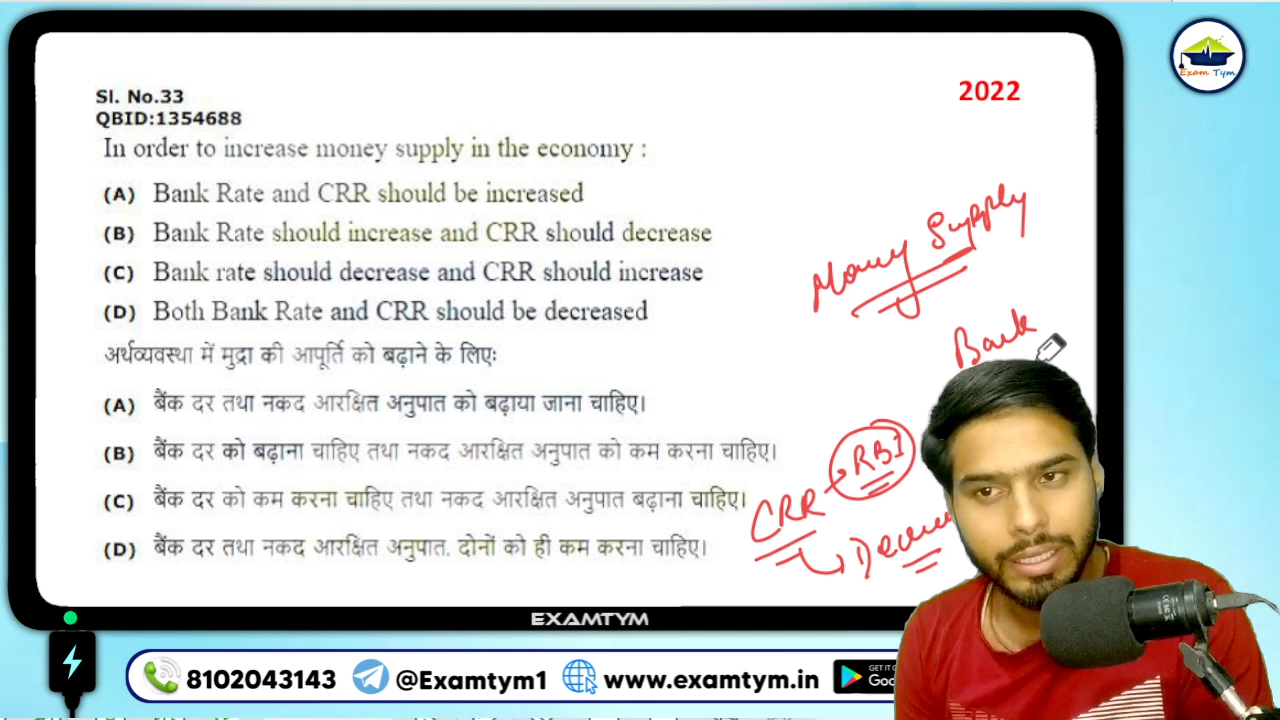 Exam Tym
2022
Sl. No.33
QBID:1354688
In order to increase money supply in the economy :
(A) Bank Rate and CRR should be increased
(B) Bank Rate should increase and CRR should decrease
(C) Bank rate should decrease and CRR should increase
(D) Both Bank Rate and CRR should be decreased
अर्थव्यवस्था में मुद्रा की आपूर्ति को बढ़ाने के लिएः
(A) बैंक दर तथा नकद आरक्षित अनुपात को बढ़ाया जाना चाहिए।
(B) बैंक दर को बढ़ाना चाहिए तथा नकद आरक्षित अनुपात को कम करना चाहिए।
(C) बैंक दर को कम करना चाहिए तथा नकद आरक्षित अनुपात बढ़ाना चाहिए।
(D) बैंक दर तथा नकद आरक्षित अनुपात. दोनों को ही कम करना चाहिए।
Money Supply
Bank
RBI
CRR
EXAMTYM
8102043143 @Examtym1 www.examtym.in
GET IT